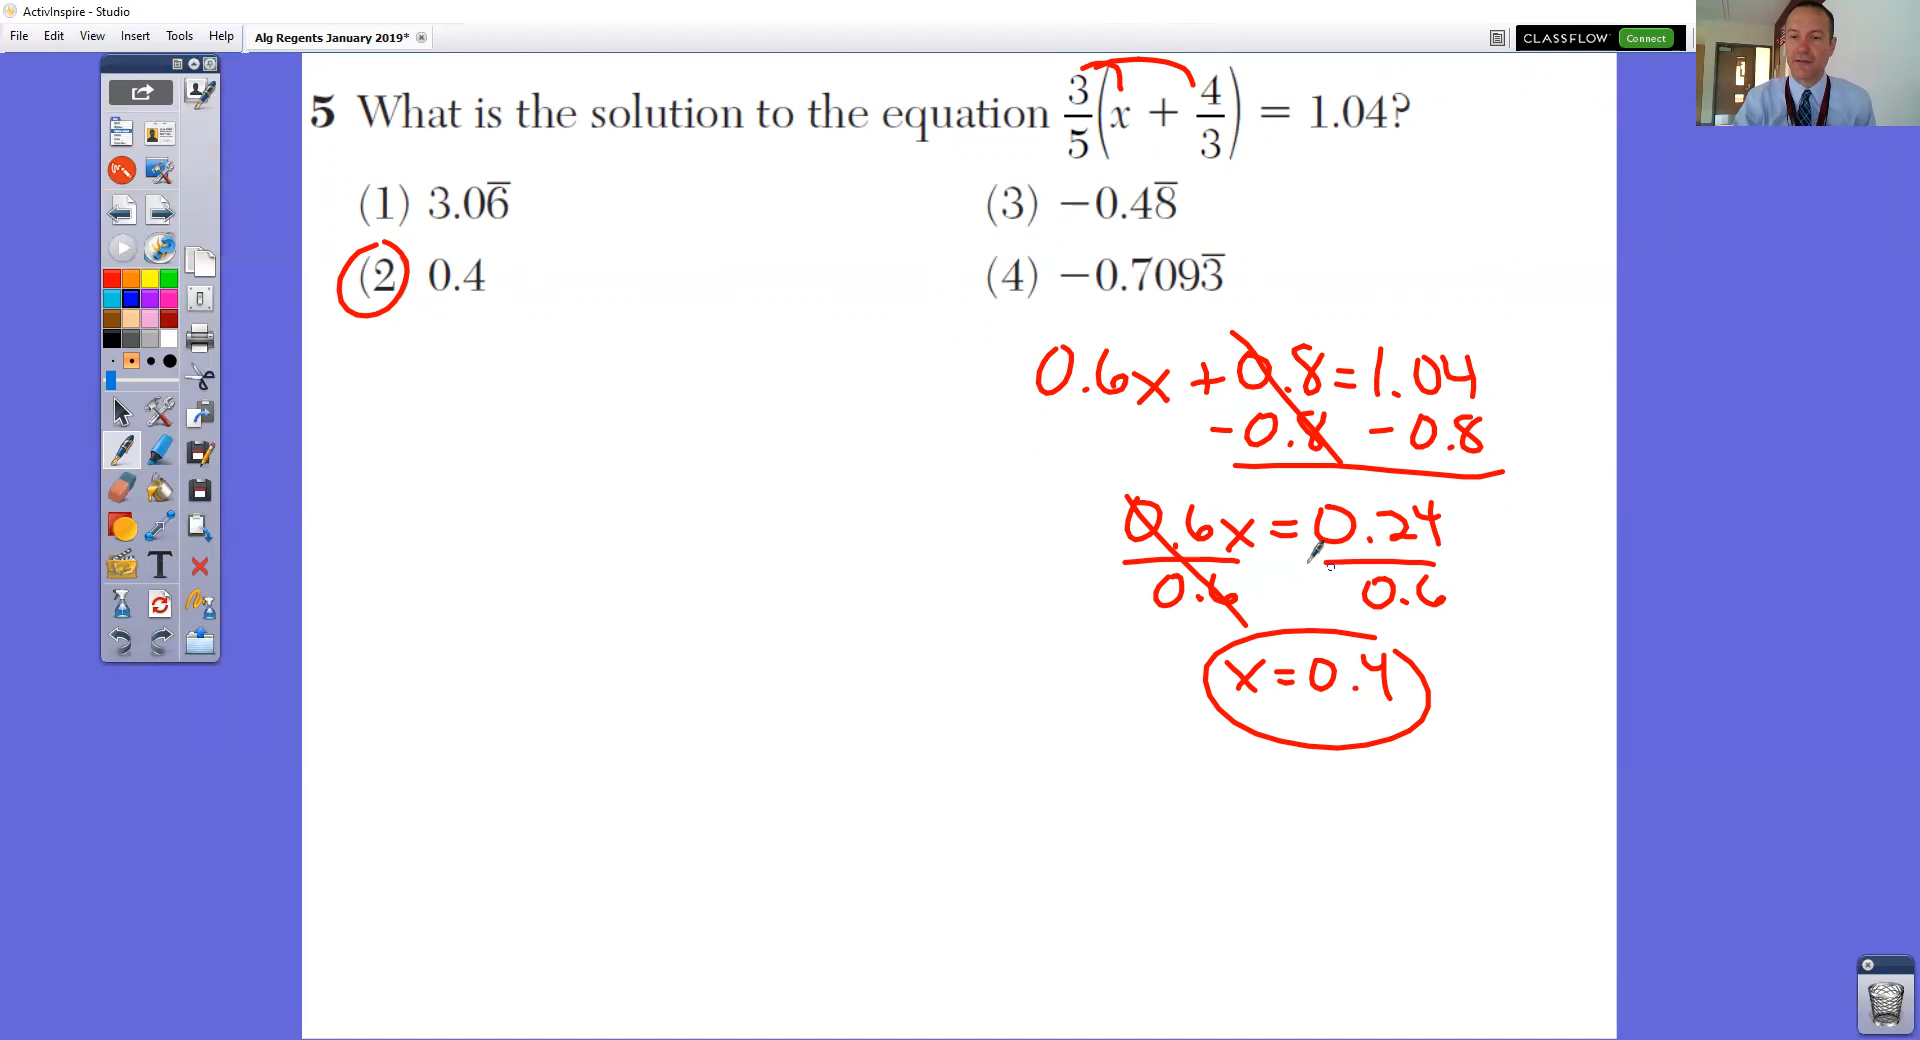 ActivInspire - Studio
File Edit View Insert Tools Help
Alg Regents January 2019*
CLASSFLOW Connect
5 What is the solution to the equation 3/5(x + 4/3) = 1.04?
(1) 3.06̅ (3) −0.48̅
(2) 0.4 (4) −0.7093̅
0.6x + 0.8 = 1.04
- 0.8 - 0.8
0.6x = 0.24
0.6 0.6
x = 0.4
T